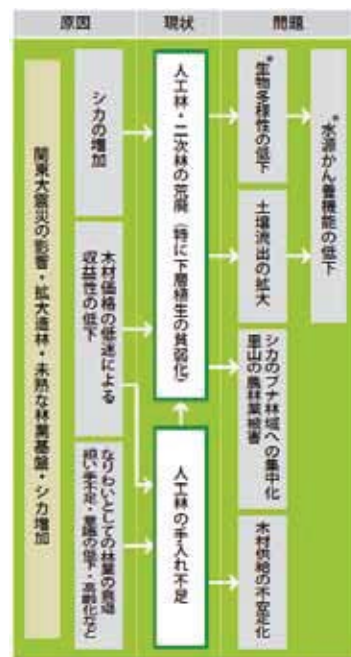 原因
現状
問題
関東大震災の影響・拡大造林・未熟な林業基盤・シカ増加
シカの増加
木材価格の低迷による
収益性の低下
なりわいとしての林業の衰退
担い手不足・意識の低下・高齢化など
人工林・二次林の荒廃（特に下層植生の貧弱化）
人工林の手入れ不足
*生物多様性の低下
土壌流出の拡大
シカのブナ林域への集中化
里山の農林業被害
木材供給の不安定化
*水源かん養機能の低下